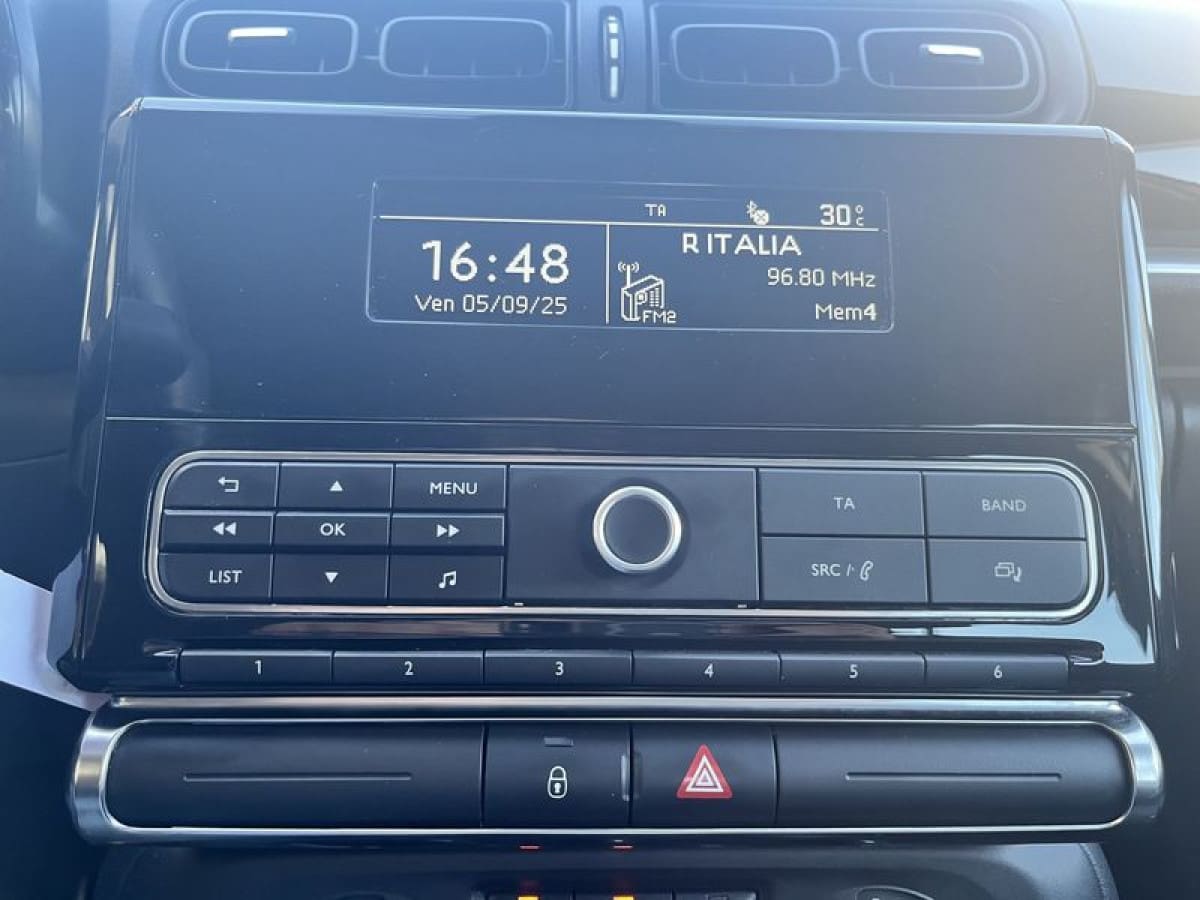 TA 30°C
16:48
Ven 05/09/25
R ITALIA
96.80 MHz
FM2
Mem4
MENU
TA
BAND
OK
LIST
SRC /
1 2 3 4 5 6